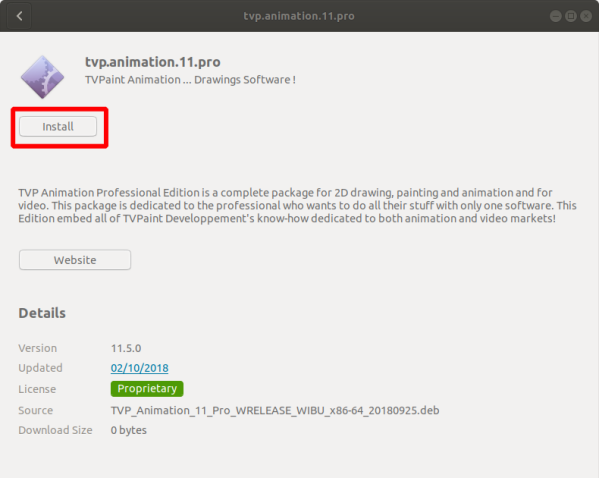 tvp.animation.11.pro
tvp.animation.11.pro
TVPaint Animation ... Drawings Software !
Install
TVP Animation Professional Edition is a complete package for 2D drawing, painting and animation and for
video. This package is dedicated to the professional who wants to do all their stuff with only one software. This
Edition embed all of TVPaint Developpement's know-how dedicated to both animation and video markets!
Website
Details
Version 11.5.0
Updated 02/10/2018
License Proprietary
Source TVP_Animation_11_Pro_WRELEASE_WIBU_x86-64_20180925.deb
Download Size 0 bytes